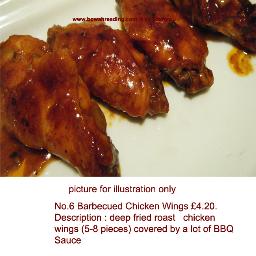 picture for illustration only
No.6 Barbecued Chicken Wings £4.20.
Description : deep fried roast chicken
wings (5-8 pieces) covered by a lot of BBQ
Sauce